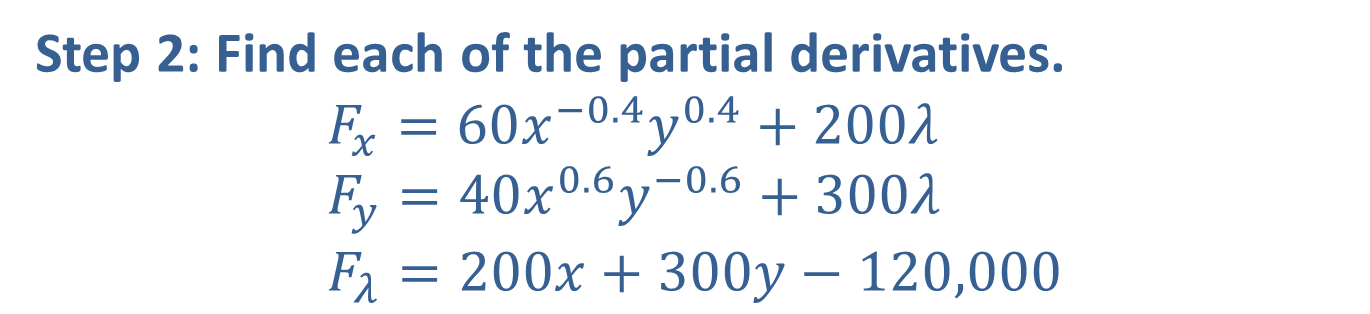 Step 2: Find each of the partial derivatives.
𝐹ₓ = 60𝑥^{−0.4}𝑦^{0.4} + 200𝜆
𝐹_𝑦 = 40𝑥^{0.6}𝑦^{−0.6} + 300𝜆
𝐹_𝜆 = 200𝑥 + 300𝑦 − 120,000